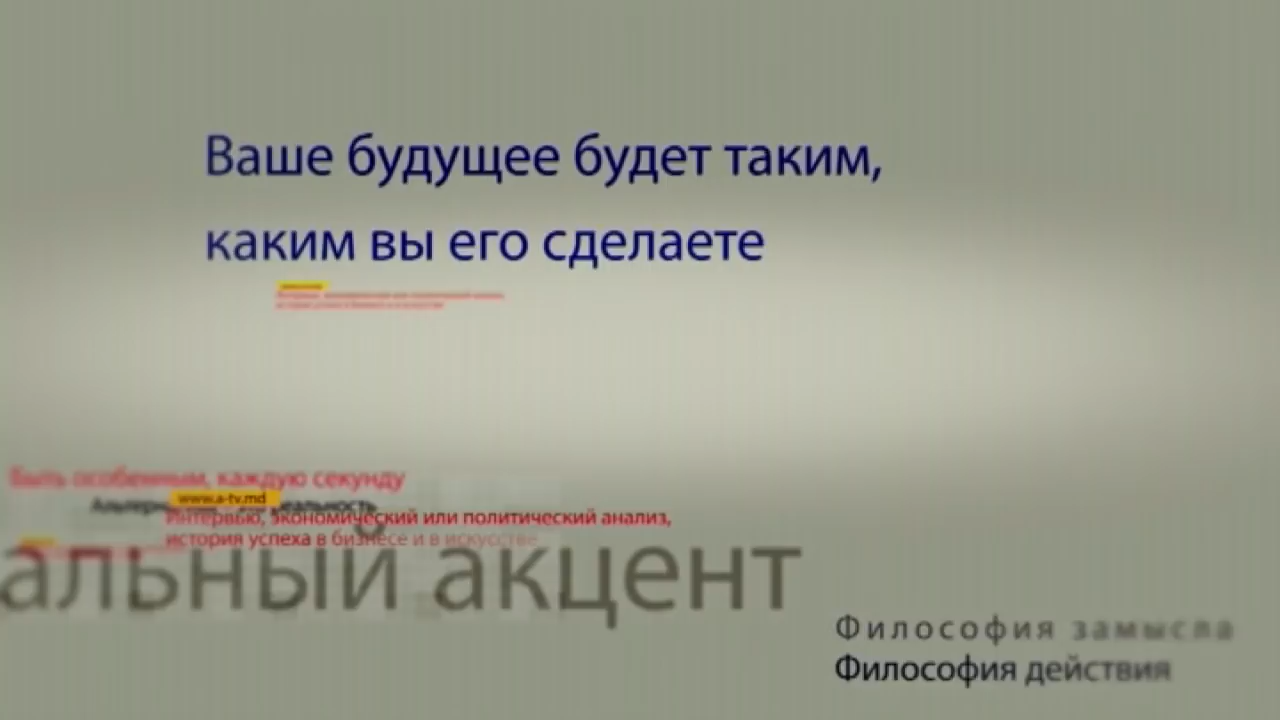 Ваше будущее будет таким,
каким вы его сделаете
Быть особенным, каждую секунду
www.a-tv.md
реальность
Интервью, экономический или политический анализ,
история успеха в бизнесе и в искусстве
альный акцент
Философия замысла
Философия действия